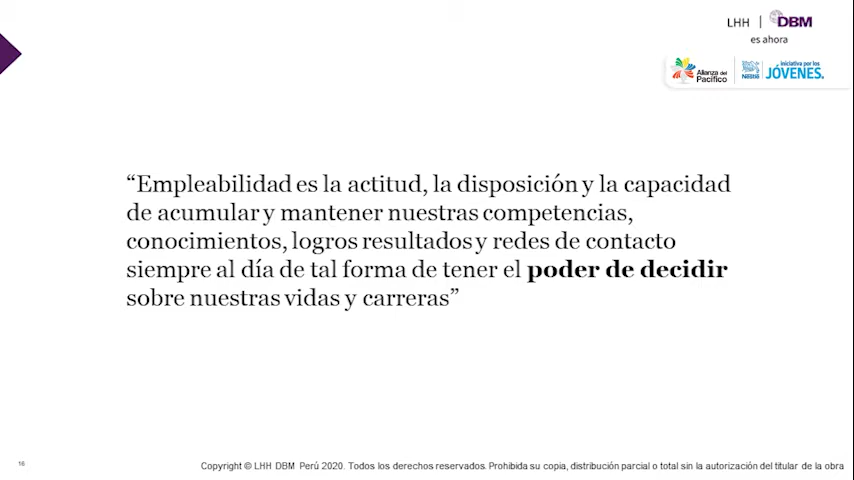 LHH | DBM
es ahora
Alianza del
Pacífico
Nestlé
iniciativa por los
JÓVENES.
“Empleabilidad es la actitud, la disposición y la capacidad
de acumular y mantener nuestras competencias,
conocimientos, logros resultados y redes de contacto
siempre al día de tal forma de tener el poder de decidir
sobre nuestras vidas y carreras”
16
Copyright © LHH DBM Perú 2020. Todos los derechos reservados. Prohibida su copia, distribución parcial o total sin la autorización del titular de la obra